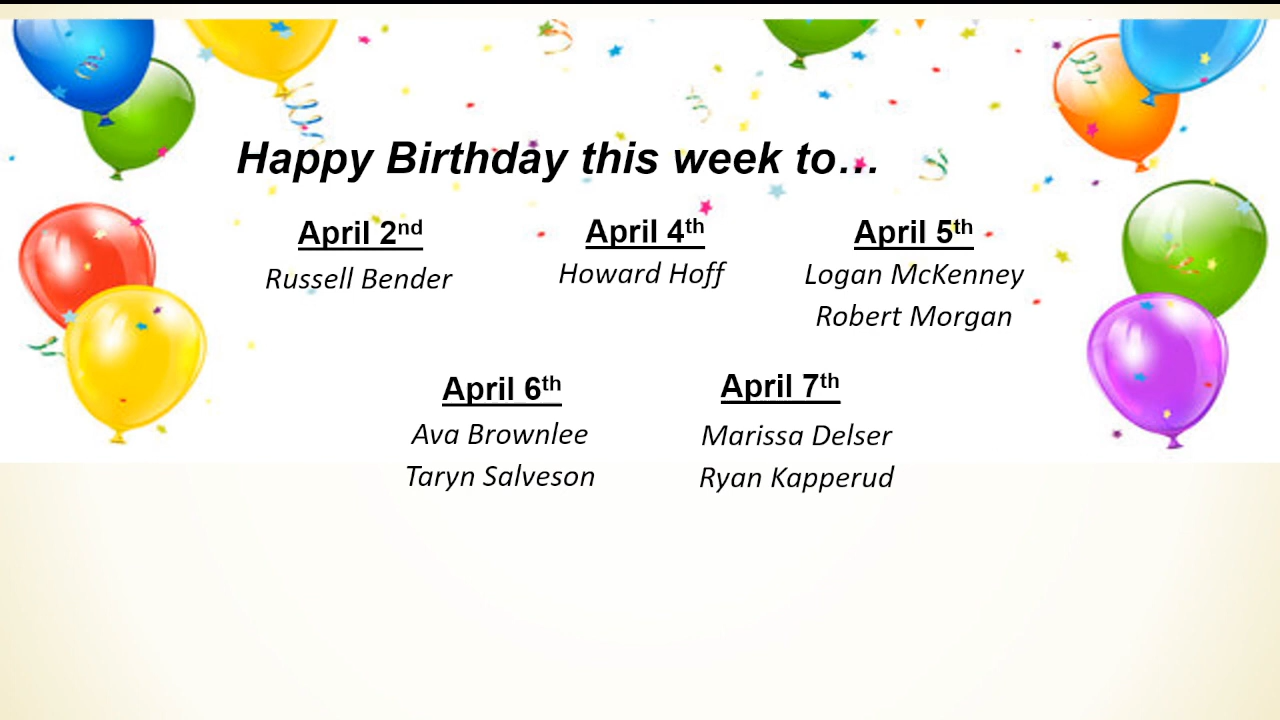 Happy Birthday this week to…
April 2nd
Russell Bender
April 4th
Howard Hoff
April 5th
Logan McKenney
Robert Morgan
April 6th
Ava Brownlee
Taryn Salveson
April 7th
Marissa Delser
Ryan Kapperud